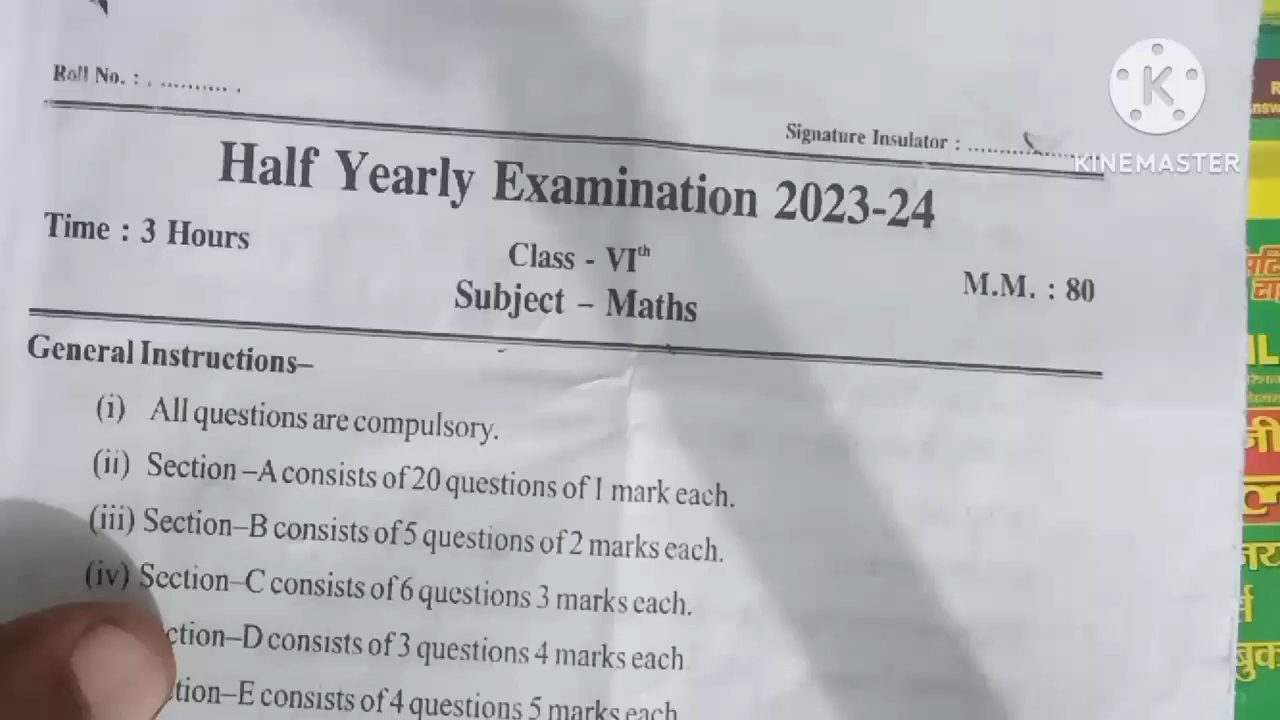 Roll No. : . ............ .
Signature Insulator : ..................
KINEMASTER
Half Yearly Examination 2023-24
Time : 3 Hours
Class - VIth
M.M. : 80
Subject – Maths
General Instructions–
(i) All questions are compulsory.
(ii) Section –A consists of 20 questions of 1 mark each.
(iii) Section–B consists of 5 questions of 2 marks each.
(iv) Section–C consists of 6 questions 3 marks each.
ction–D consists of 3 questions 4 marks each
tion–E consists of 4 questions 5 marks each